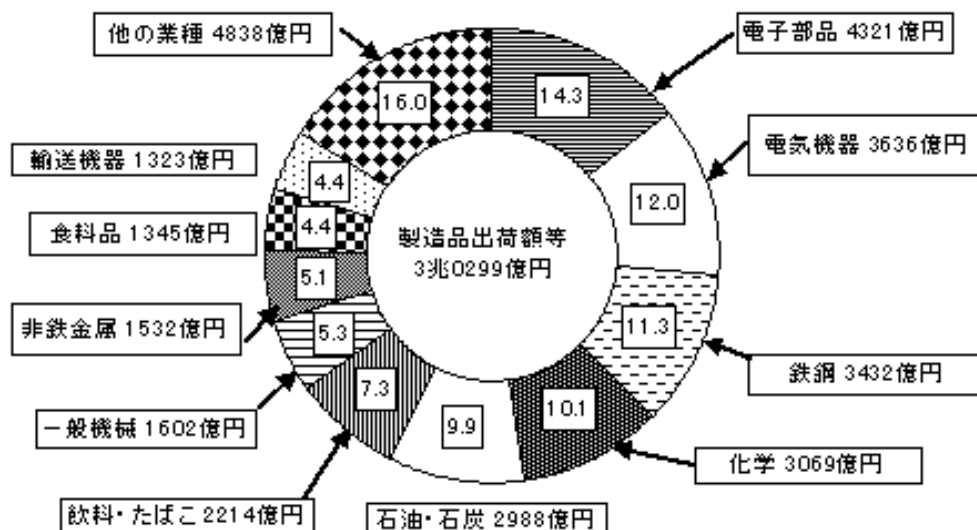 他の業種 4838億円
電子部品 4321億円
16.0
14.3
電気機器 3636億円
輸送機器 1323億円
4.4
12.0
食料品 1345億円
4.4
製造品出荷額等
3兆0299億円
5.1
非鉄金属 1532億円
5.3
11.3
鉄鋼 3432億円
7.3
10.1
9.9
一般機械 1602億円
化学 3069億円
飲料・たばこ 2214億円
石油・石炭 2988億円